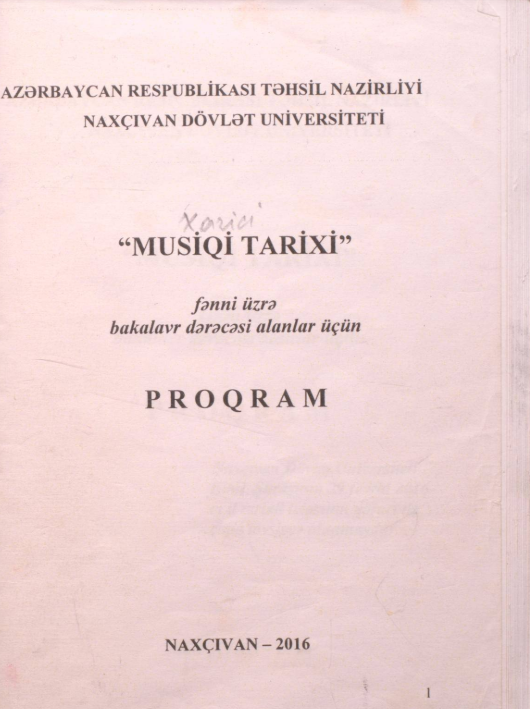 AZƏRBAYCAN RESPUBLİKASI TƏHSİL NAZİRLİYİ
NAXÇIVAN DÖVLƏT UNİVERSİTETİ
Xarici
“MUSİQİ TARİXİ”
fənni üzrə
bakalavr dərəcəsi alanlar üçün
PROQRAM
NAXÇIVAN – 2016
1